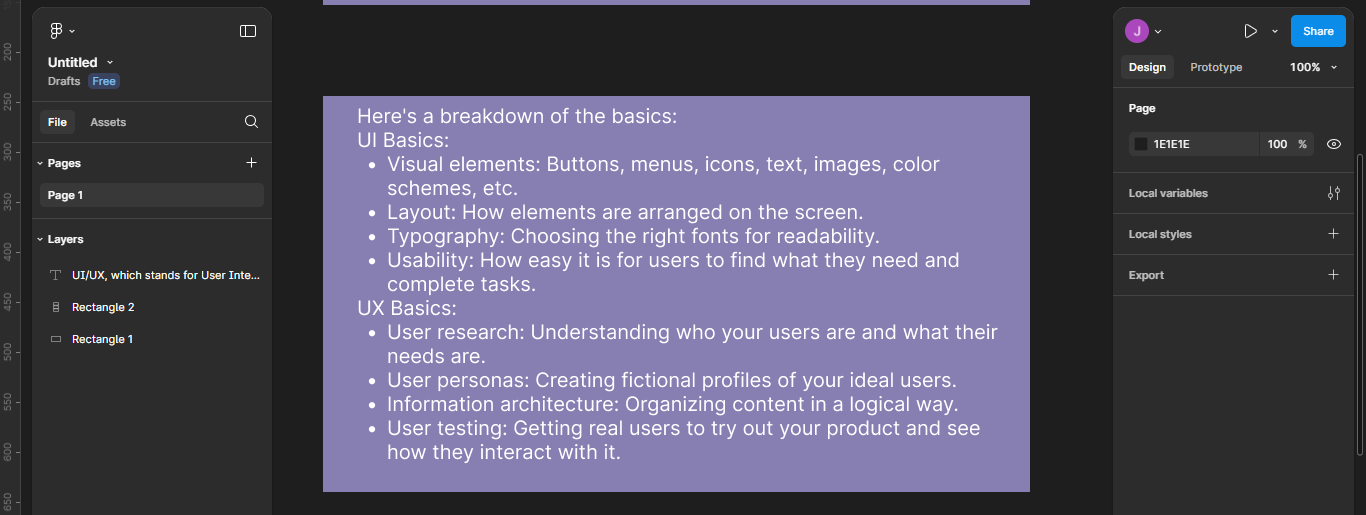 Untitled
Drafts Free
File Assets
Pages
Page 1
Layers
UI/UX, which stands for User Inte...
Rectangle 2
Rectangle 1
200
250
300
350
400
450
500
550
600
650
Here's a breakdown of the basics:
UI Basics:
• Visual elements: Buttons, menus, icons, text, images, color
schemes, etc.
• Layout: How elements are arranged on the screen.
• Typography: Choosing the right fonts for readability.
• Usability: How easy it is for users to find what they need and
complete tasks.
UX Basics:
• User research: Understanding who your users are and what their
needs are.
• User personas: Creating fictional profiles of your ideal users.
• Information architecture: Organizing content in a logical way.
• User testing: Getting real users to try out your product and see
how they interact with it.
J Share
Design Prototype 100%
Page
1E1E1E 100 %
Local variables
Local styles
Export